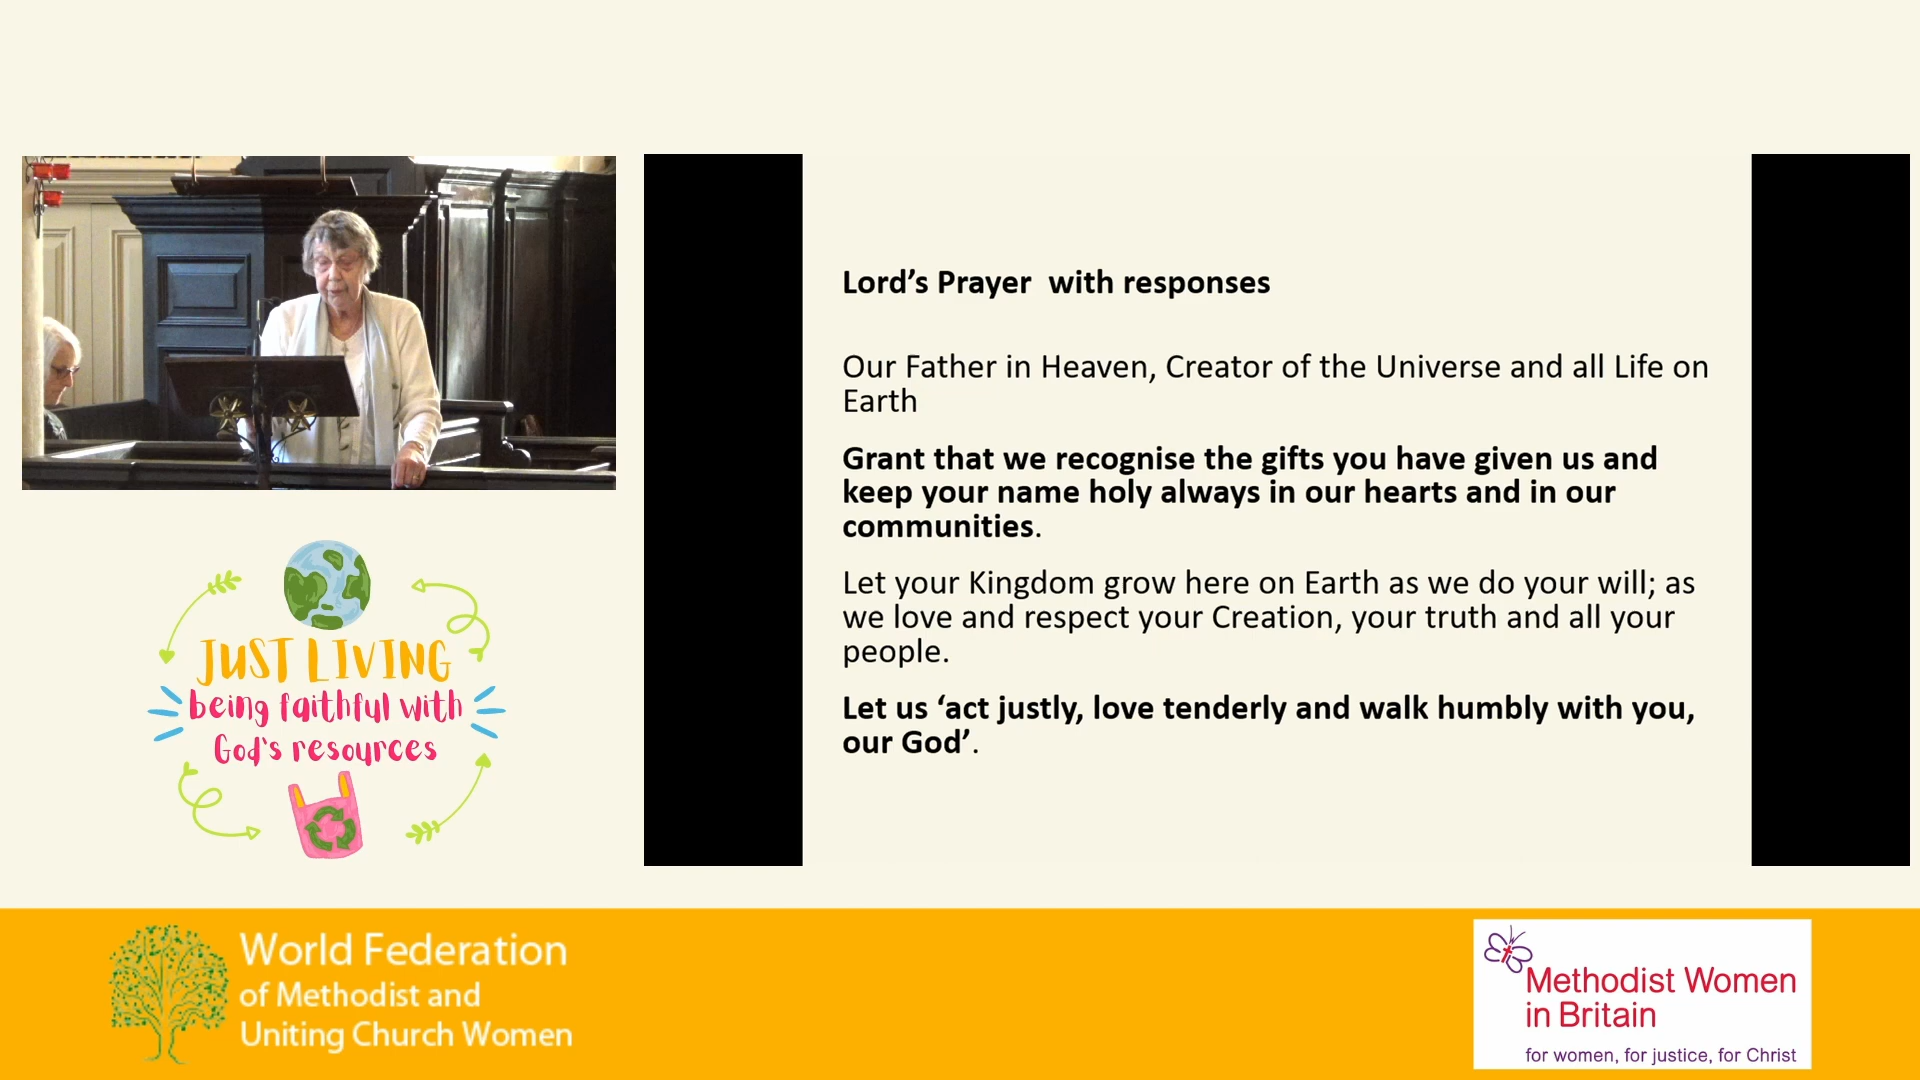 Lord’s Prayer  with responses
Our Father in Heaven, Creator of the Universe and all Life on
Earth
Grant that we recognise the gifts you have given us and
keep your name holy always in our hearts and in our
communities.
Let your Kingdom grow here on Earth as we do your will; as
we love and respect your Creation, your truth and all your
people.
Let us ‘act justly, love tenderly and walk humbly with you,
our God’.
JUST LIVING
being faithful with
God's resources
World Federation
of Methodist and
Uniting Church Women
Methodist Women
in Britain
for women, for justice, for Christ